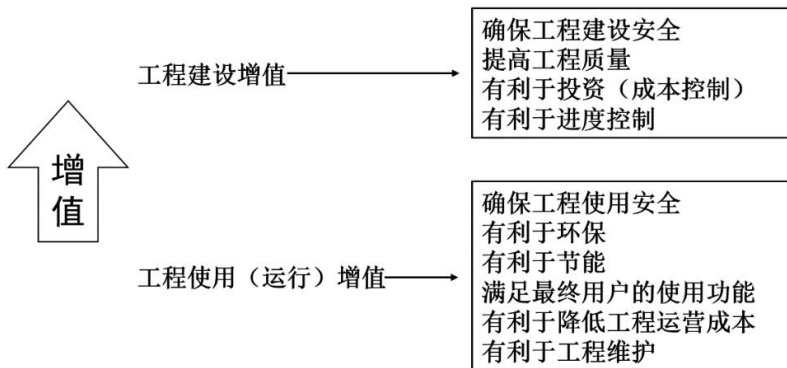 增值
工程建设增值
确保工程建设安全
提高工程质量
有利于投资（成本控制）
有利于进度控制
工程使用（运行）增值
确保工程使用安全
有利于环保
有利于节能
满足最终用户的使用功能
有利于降低工程运营成本
有利于工程维护